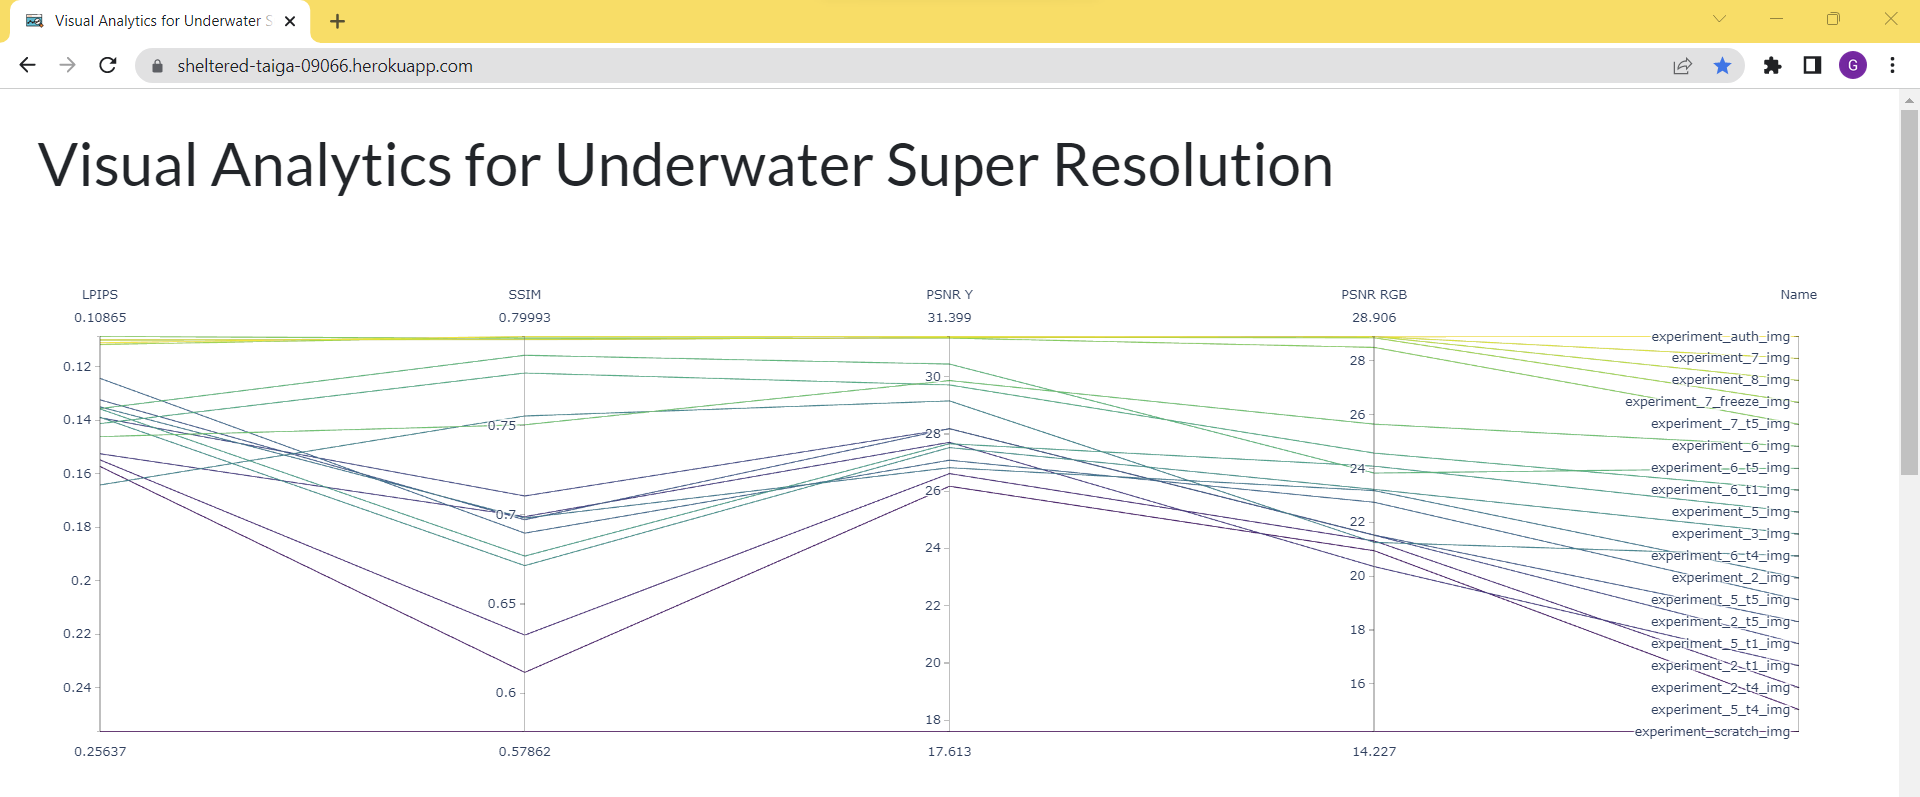 Visual Analytics for Underwater S
sheltered-taiga-09066.herokuapp.com
G
Visual Analytics for Underwater Super Resolution
LPIPS SSIM PSNR Y PSNR RGB Name
0.10865 0.79993 31.399 28.906
experiment_auth_img
28 experiment_7_img
0.12
30 experiment_8_img
experiment_7_freeze_img
0.14 26
0.75 experiment_7_t5_img
28 experiment_6_img
0.16 24 experiment_6_t5_img
26 experiment_6_t1_img
0.7 experiment_5_img
0.18 22 experiment_3_img
24 experiment_6_t4_img
0.2 20 experiment_2_img
0.65 22 experiment_5_t5_img
experiment_2_t5_img
0.22 18 experiment_5_t1_img
20 experiment_2_t1_img
0.24 0.6 16 experiment_2_t4_img
18 experiment_5_t4_img
experiment_scratch_img
0.25637 0.57862 17.613 14.227